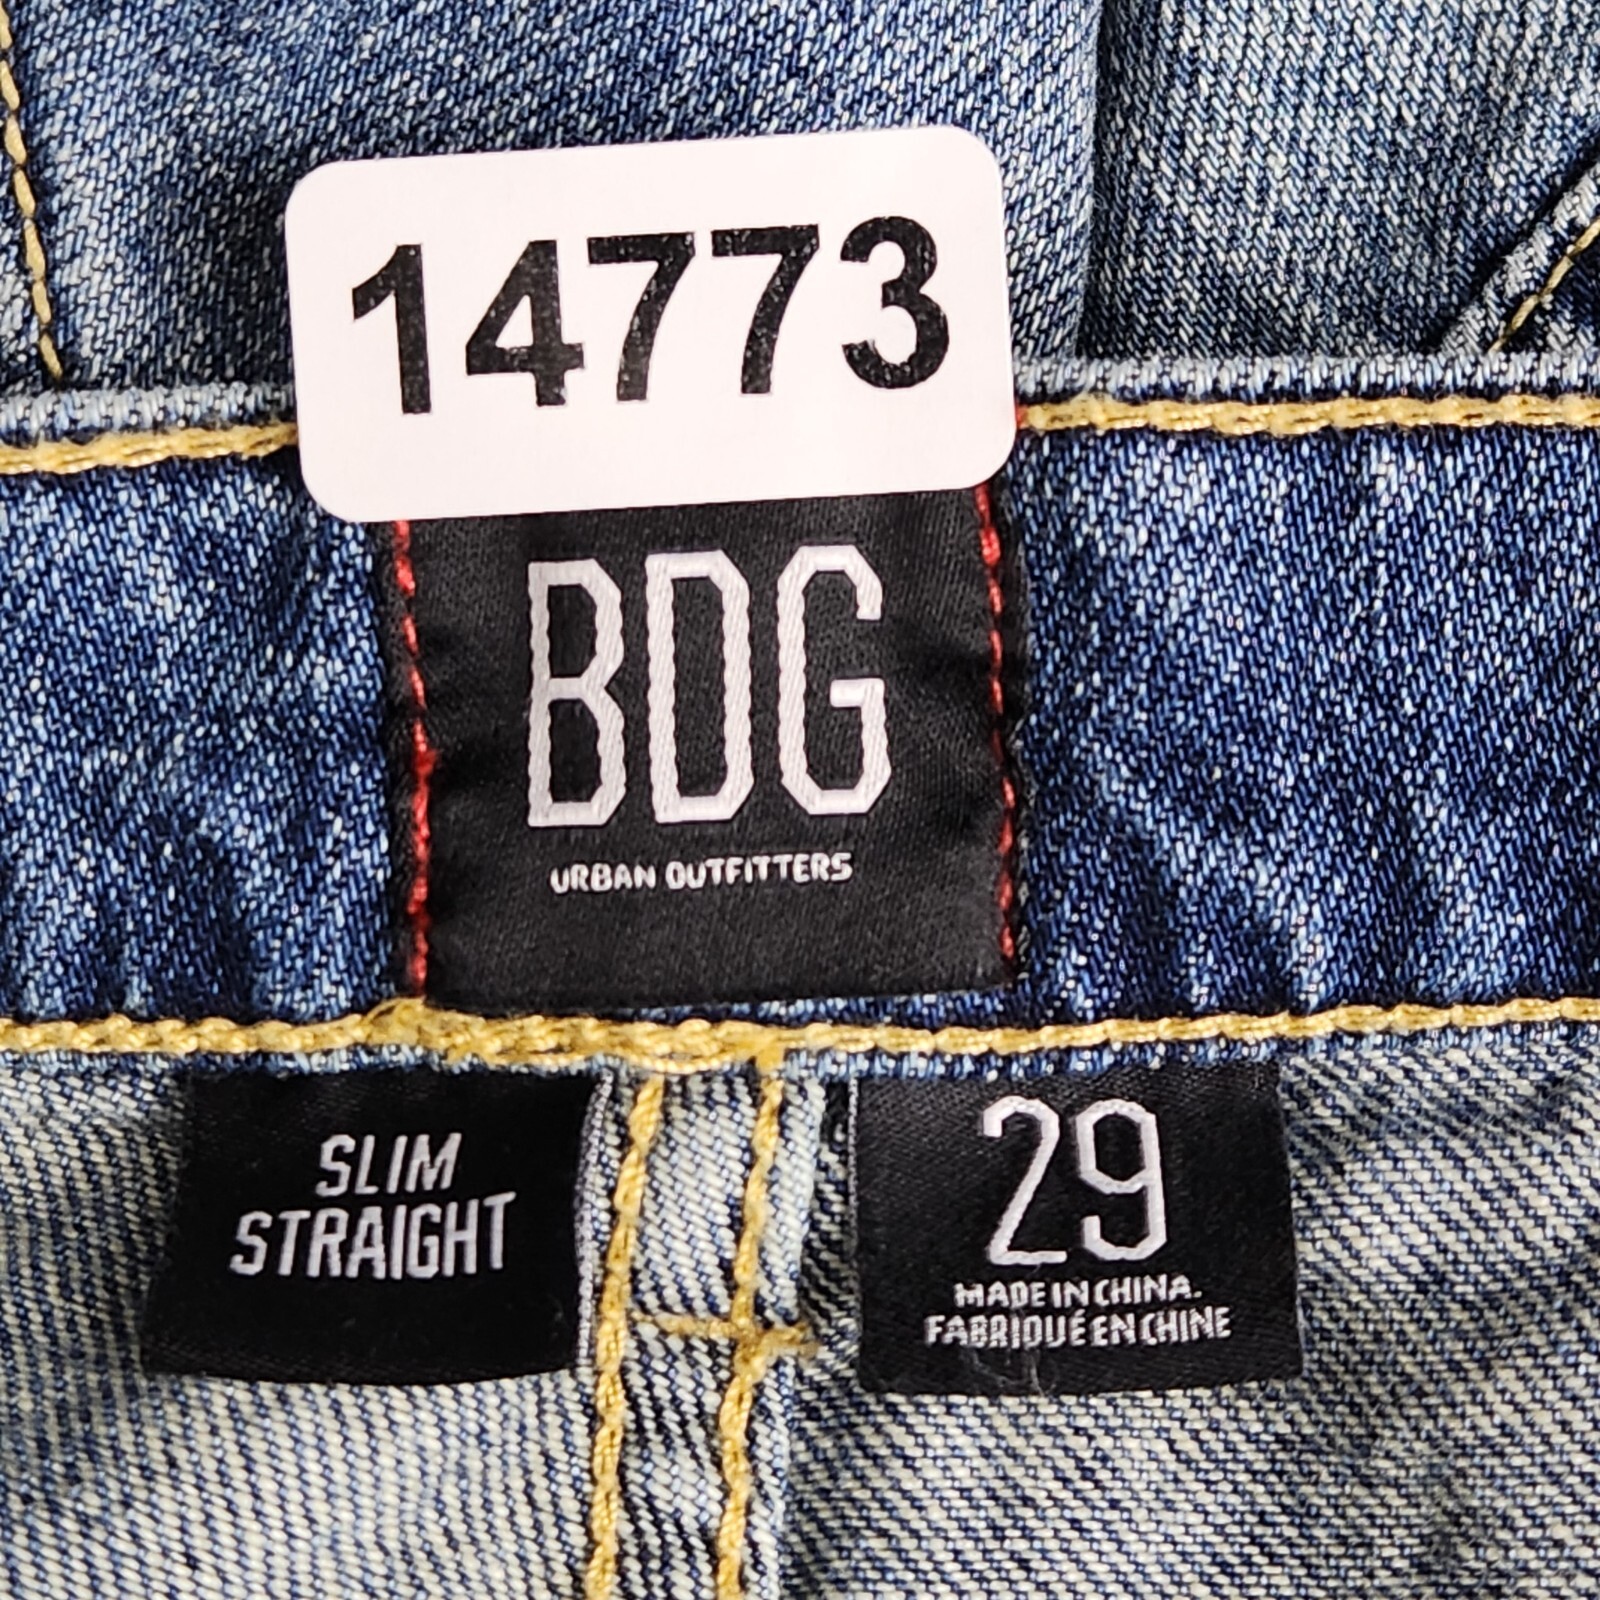 14773
BDG
URBAN OUTFITTERS
SLIM
STRAIGHT
29
MADE IN CHINA.
FABRIQUÉ EN CHINE